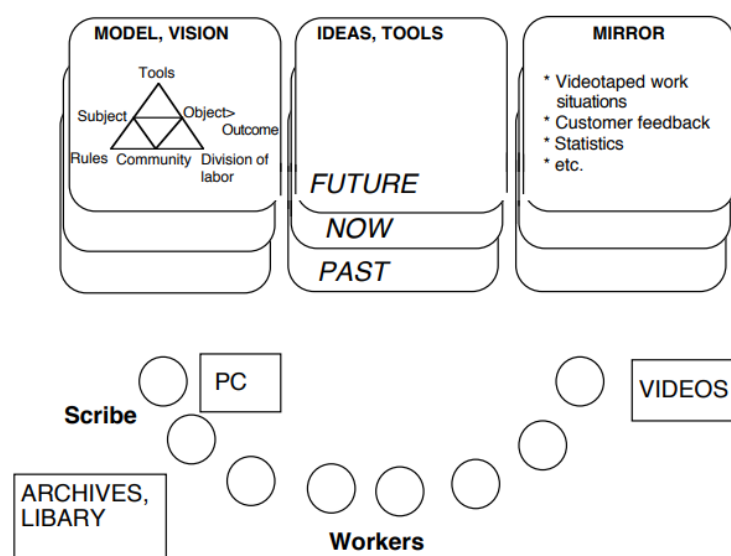 MODEL, VISION
Tools
Subject
Object>
Outcome
Rules
Community
Division of
labor
IDEAS, TOOLS
FUTURE
NOW
PAST
MIRROR
* Videotaped work
situations
* Customer feedback
* Statistics
* etc.
PC
VIDEOS
Scribe
ARCHIVES,
LIBARY
Workers